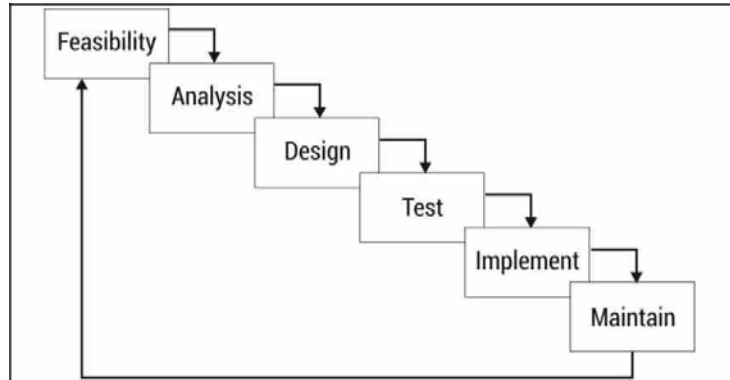 Feasibility
Analysis
Design
Test
Implement
Maintain